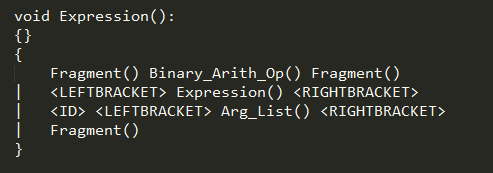 void Expression():
{}
{
Fragment() Binary_Arith_Op() Fragment()
| <LEFTBRACKET> Expression() <RIGHTBRACKET>
| <ID> <LEFTBRACKET> Arg_List() <RIGHTBRACKET>
| Fragment()
}